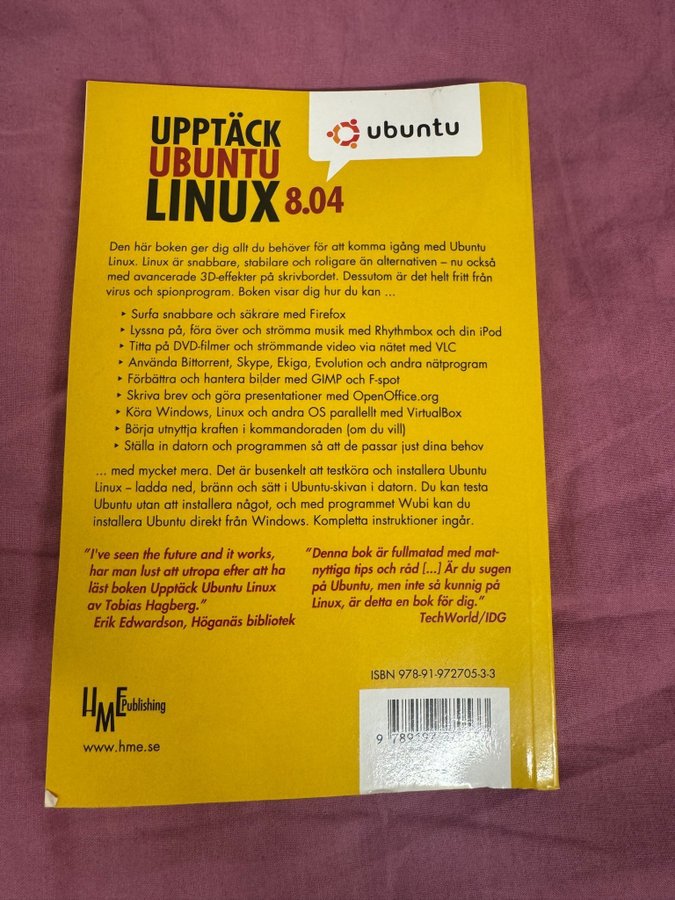 ubuntu
UPPTÄCK
UBUNTU
LINUX 8.04
Den här boken ger dig allt du behöver för att komma igång med Ubuntu
Linux. Linux är snabbare, stabilare och roligare än alternativen – nu också
med avancerade 3D-effekter på skrivbordet. Dessutom är det helt fritt från
virus och spionprogram. Boken visar dig hur du kan ...
‣ Surfa snabbare och säkrare med Firefox
‣ Lyssna på, föra över och strömma musik med Rhythmbox och din iPod
‣ Titta på DVD-filmer och strömmande video via nätet med VLC
‣ Använda Bittorrent, Skype, Ekiga, Evolution och andra nätprogram
‣ Förbättra och hantera bilder med GIMP och F-spot
‣ Skriva brev och göra presentationer med OpenOffice.org
‣ Köra Windows, Linux och andra OS parallellt med VirtualBox
‣ Börja utnyttja kraften i kommandoraden (om du vill)
‣ Ställa in datorn och programmen så att de passar just dina behov
... med mycket mera. Det är busenkelt att testköra och installera Ubuntu
Linux – ladda ned, bränn och sätt i Ubuntu-skivan i datorn. Du kan testa
Ubuntu utan att installera något, och med programmet Wubi kan du
installera Ubuntu direkt från Windows. Kompletta instruktioner ingår.
”I've seen the future and it works,
har man lust att utropa efter att ha
läst boken Upptäck Ubuntu Linux
av Tobias Hagberg.”
Erik Edwardson, Höganäs bibliotek
”Denna bok är fullmatad med mat-
nyttiga tips och råd [...] Är du sugen
på Ubuntu, men inte så kunnig på
Linux, är detta en bok för dig.”
TechWorld/IDG
ISBN 978-91-972705-3-3
HME Publishing
www.hme.se